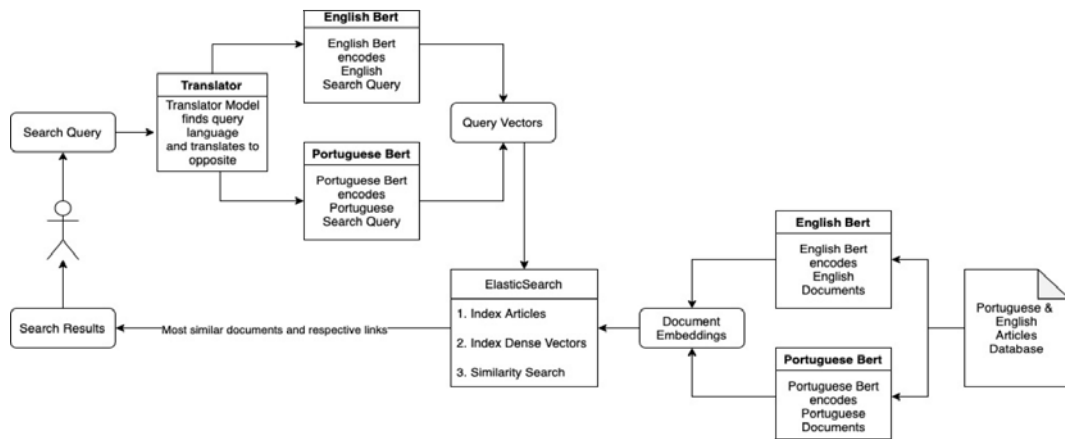 English Bert
English Bert
encodes
English
Search Query
Translator
Translator Model
finds query
language
and translates to
opposite
Search Query
Query Vectors
Portuguese Bert
Portuguese Bert
encodes
Portuguese
Search Query
English Bert
English Bert
encodes
English
Documents
ElasticSearch
1. Index Articles
2. Index Dense Vectors
3. Similarity Search
Search Results
Most similar documents and respective links
Document
Embeddings
Portuguese &
English
Articles
Database
Portuguese Bert
Portuguese Bert
encodes
Portuguese
Documents